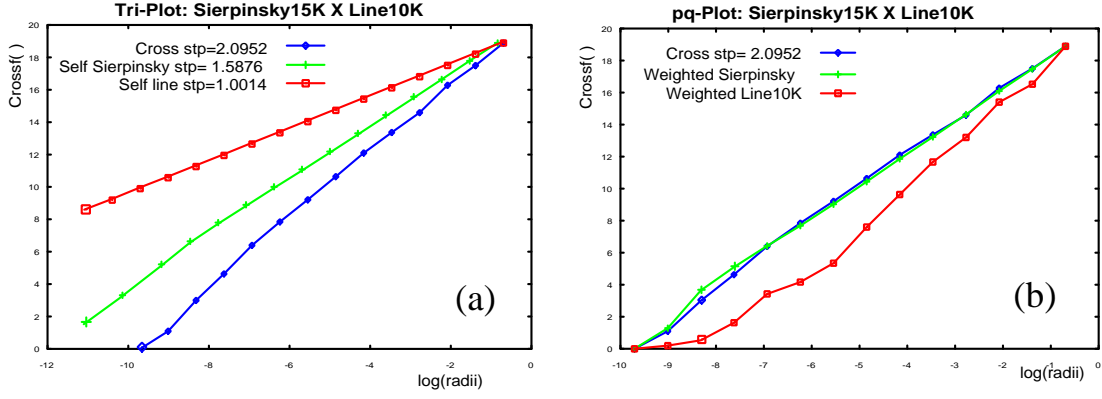 Tri-Plot: Sierpinsky15K X Line10K
Crossf( )
20
18
16
14
12
10
8
6
4
2
0
Cross stp=2.0952
Self Sierpinsky stp= 1.5876
Self line stp=1.0014
(a)
-12 -10 -8 -6 -4 -2 0
log(radii)
pq-Plot: Sierpinsky15K X Line10K
Crossf( )
20
18
16
14
12
10
8
6
4
2
0
Cross stp= 2.0952
Weighted Sierpinsky
Weighted Line10K
(b)
-10 -9 -8 -7 -6 -5 -4 -3 -2 -1 0
log(radii)